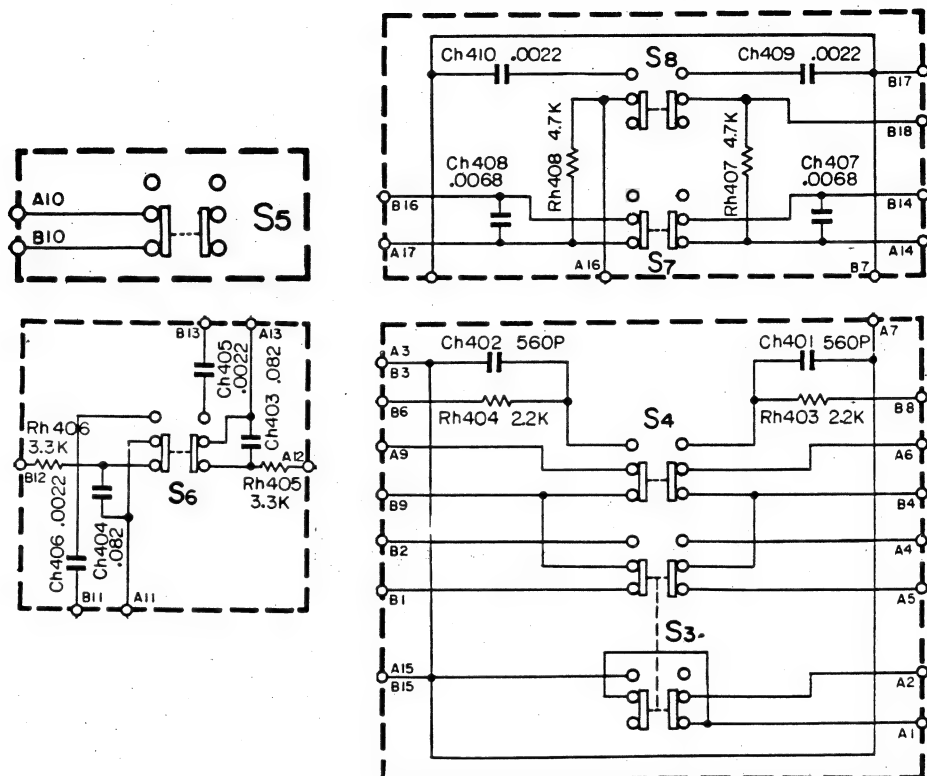 Ch410 .0022
S8
Ch409 .0022
B17
B18
Rh408 4.7K
Rh407 4.7K
Ch408
.0068
Ch407
.0068
B16
B14
A17
A16
S7
B7
A14
A10
B10
S5
B13
A13
Ch405
.0022
Ch403 .082
Rh406
3.3K
B12
A12
S6
Rh405
3.3K
Ch406 .0022
Ch404
.082
B11
A11
A7
A3
B3
Ch402 560P
Ch401 560P
B6
Rh404 2.2K
Rh403 2.2K
B8
S4
A9
A6
B9
B4
B2
A4
B1
A5
S3
A15
B15
A2
A1